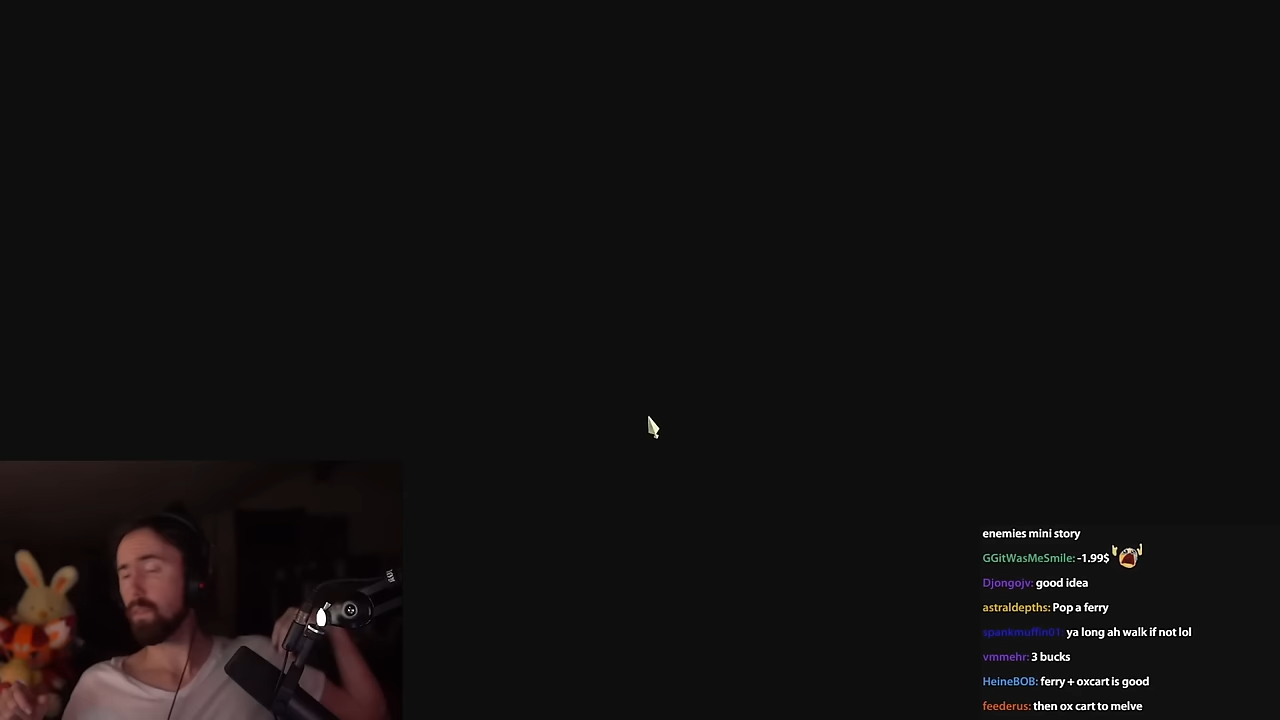 enemies mini story
GGitWasMeSmile: -1.99$
Djongojv: good idea
astraldepths: Pop a ferry
spankmuffin01: ya long ah walk if not lol
vmmehr: 3 bucks
HeineBOB: ferry + oxcart is good
feederus: then ox cart to melve